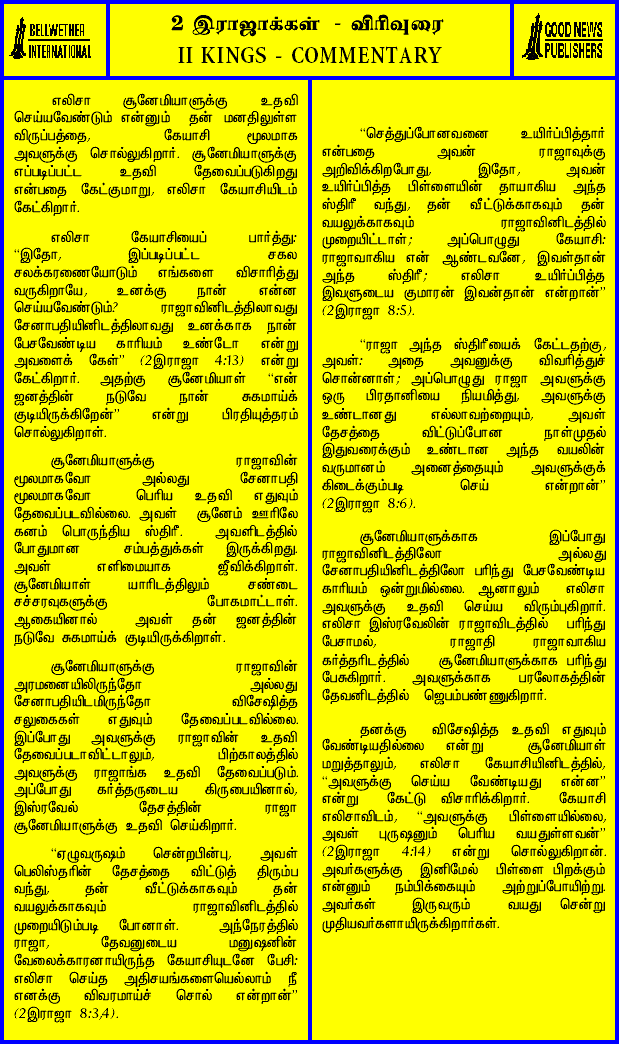 BELLWETHER
INTERNATIONAL
2 இராஜாக்கள் - விரிவுரை
II KINGS - COMMENTARY
GOOD NEWS
PUBLISHERS
எலிசா சூனேமியாளுக்கு உதவி
செய்யவேண்டும் என்னும் தன் மனதிலுள்ள
விருப்பத்தை, கேயாசி மூலமாக
அவளுக்கு சொல்லுகிறார். சூனேமியாளுக்கு
எப்படிப்பட்ட உதவி தேவைப்படுகிறது
என்பதை கேட்குமாறு, எலிசா கேயாசியிடம்
கேட்கிறார்.
எலிசா கேயாசியைப் பார்த்து:
“இதோ, இப்படிப்பட்ட சகல
சலக்கரணையோடும் எங்களை விசாரித்து
வருகிறாயே, உனக்கு நான் என்ன
செய்யவேண்டும்? ராஜாவினிடத்திலாவது
சேனாபதியினிடத்திலாவது உனக்காக நான்
பேசவேண்டிய காரியம் உண்டோ என்று
அவளைக் கேள்” (2இராஜா 4:13) என்று
கேட்கிறார். அதற்கு சூனேமியாள் “என்
ஜனத்தின் நடுவே நான் சுகமாய்க்
குடியிருக்கிறேன்” என்று பிரதியுத்தரம்
சொல்லுகிறாள்.
சூனேமியாளுக்கு ராஜாவின்
மூலமாகவோ அல்லது சேனாபதி
மூலமாகவோ பெரிய உதவி எதுவும்
தேவைப்படவில்லை. அவள் சூனேம் ஊரிலே
கனம் பொருந்திய ஸ்திரீ. அவளிடத்தில்
போதுமான சம்பத்துக்கள் இருக்கிறது.
அவள் எளிமையாக ஜீவிக்கிறாள்.
சூனேமியாள் யாரிடத்திலும் சண்டை
சச்சரவுகளுக்கு போகமாட்டாள்.
ஆகையினால் அவள் தன் ஜனத்தின்
நடுவே சுகமாய்க் குடியிருக்கிறாள்.
சூனேமியாளுக்கு ராஜாவின்
அரமனையிலிருந்தோ அல்லது
சேனாபதியிடமிருந்தோ விசேஷித்த
சலுகைகள் எதுவும் தேவைப்படவில்லை.
இப்போது அவளுக்கு ராஜாவின் உதவி
தேவைப்படாவிட்டாலும், பிற்காலத்தில்
அவளுக்கு ராஜாங்க உதவி தேவைப்படும்.
அப்போது கர்த்தருடைய கிருபையினால்,
இஸ்ரவேல் தேசத்தின் ராஜா
சூனேமியாளுக்கு உதவி செய்கிறார்.
“ஏழுவருஷம் சென்றபின்பு, அவள்
பெலிஸ்தரின் தேசத்தை விட்டுத் திரும்ப
வந்து, தன் வீட்டுக்காகவும் தன்
வயலுக்காகவும் ராஜாவினிடத்தில்
முறையிடும்படி போனாள். அந்நேரத்தில்
ராஜா, தேவனுடைய மனுஷனின்
வேலைக்காரனாயிருந்த கேயாசியுடனே பேசி:
எலிசா செய்த அதிசயங்களையெல்லாம் நீ
எனக்கு விவரமாய்ச் சொல் என்றான்”
(2இராஜா 8:3,4).
“செத்துப்போனவனை உயிர்ப்பித்தார்
என்பதை அவன் ராஜாவுக்கு
அறிவிக்கிறபோது, இதோ, அவன்
உயிர்ப்பித்த பிள்ளையின் தாயாகிய அந்த
ஸ்திரீ வந்து, தன் வீட்டுக்காகவும் தன்
வயலுக்காகவும் ராஜாவினிடத்தில்
முறையிட்டாள்; அப்பொழுது கேயாசி:
ராஜாவாகிய என் ஆண்டவனே, இவள்தான்
அந்த ஸ்திரீ; எலிசா உயிர்ப்பித்த
இவளுடைய குமாரன் இவன்தான் என்றான்”
(2இராஜா 8:5).
“ராஜா அந்த ஸ்திரீயைக் கேட்டதற்கு,
அவள்: அதை அவனுக்கு விவரித்துச்
சொன்னாள்; அப்பொழுது ராஜா அவளுக்கு
ஒரு பிரதானியை நியமித்து, அவளுக்கு
உண்டானது எல்லாவற்றையும், அவள்
தேசத்தை விட்டுப்போன நாள்முதல்
இதுவரைக்கும் உண்டான அந்த வயலின்
வருமானம் அனைத்தையும் அவளுக்குக்
கிடைக்கும்படி செய் என்றான்”
(2இராஜா 8:6).
சூனேமியாளுக்காக இப்போது
ராஜாவினிடத்திலோ அல்லது
சேனாபதியினிடத்திலோ பரிந்து பேசவேண்டிய
காரியம் ஒன்றுமில்லை. ஆனாலும் எலிசா
அவளுக்கு உதவி செய்ய விரும்புகிறார்.
எலிசா இஸ்ரவேலின் ராஜாவிடத்தில் பரிந்து
பேசாமல், ராஜாதி ராஜாவாகிய
கர்த்தரிடத்தில் சூனேமியாளுக்காக பரிந்து
பேசுகிறார். அவளுக்காக பரலோகத்தின்
தேவனிடத்தில் ஜெபம்பண்ணுகிறார்.
தனக்கு விசேஷித்த உதவி எதுவும்
வேண்டியதில்லை என்று சூனேமியாள்
மறுத்தாலும், எலிசா கேயாசியினிடத்தில்,
“அவளுக்கு செய்ய வேண்டியது என்ன”
என்று கேட்டு விசாரிக்கிறார். கேயாசி
எலிசாவிடம், “அவளுக்கு பிள்ளையில்லை,
அவள் புருஷனும் பெரிய வயதுள்ளவன்”
(2இராஜா 4:14) என்று சொல்லுகிறான்.
அவர்களுக்கு இனிமேல் பிள்ளை பிறக்கும்
என்னும் நம்பிக்கையும் அற்றுப்போயிற்று.
அவர்கள் இருவரும் வயது சென்று
முதியவர்களாயிருக்கிறார்கள்.